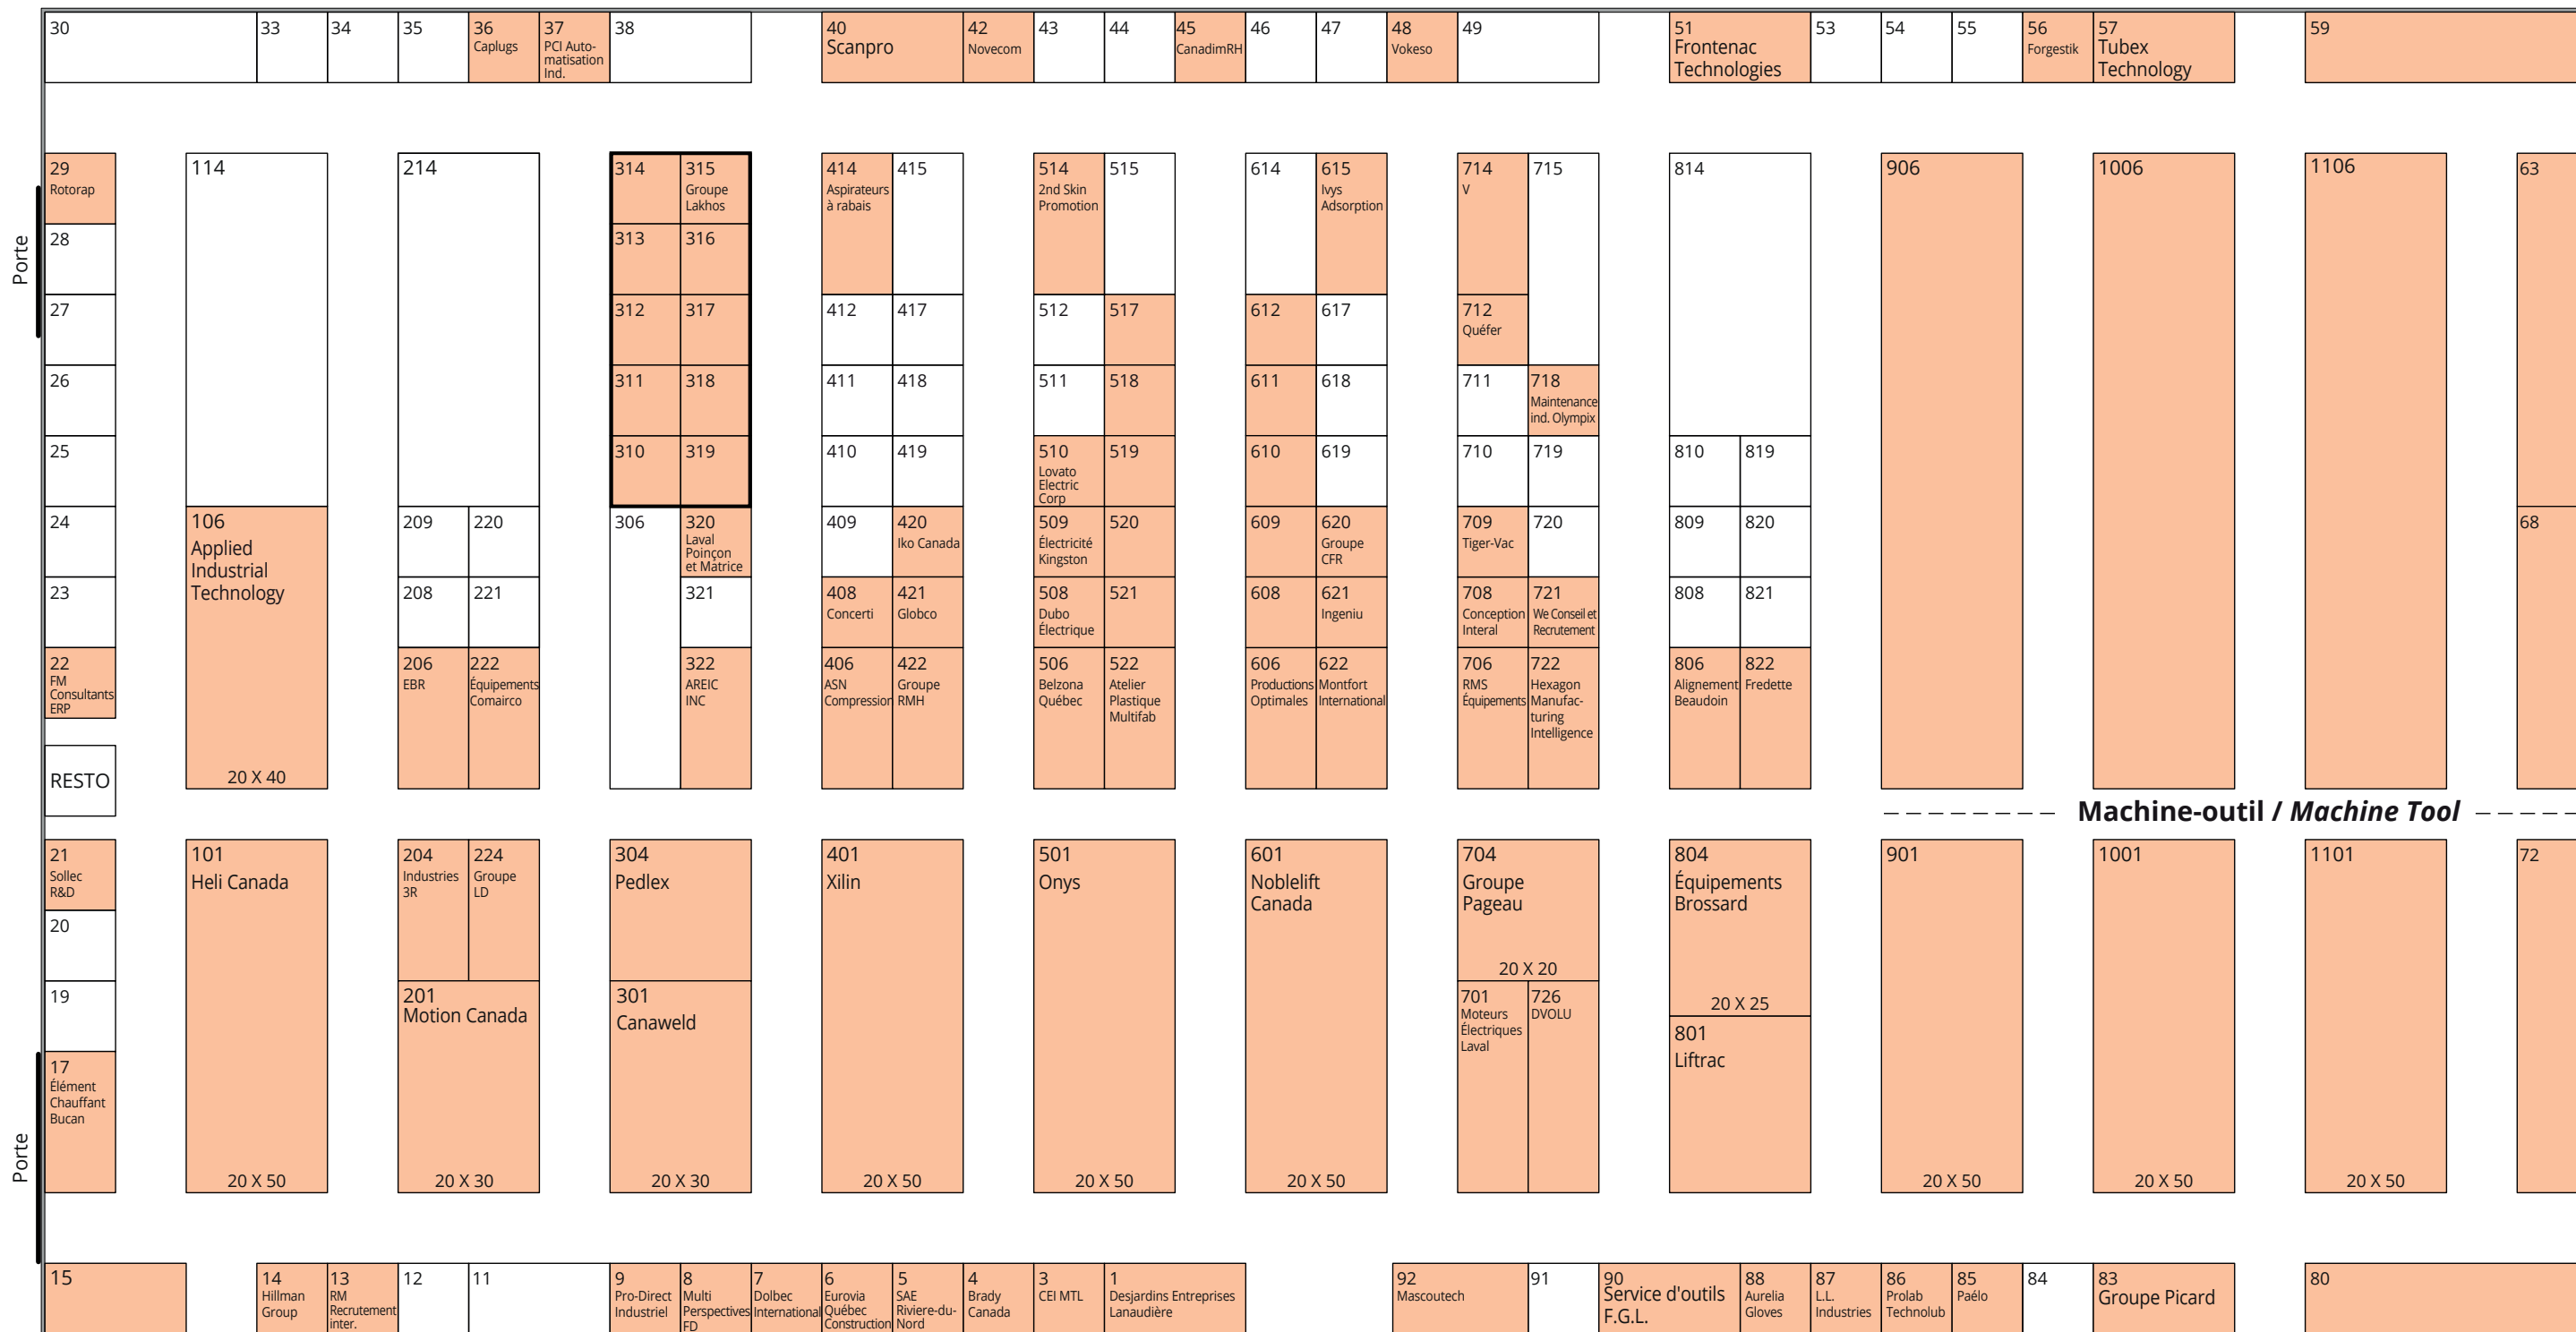 30
33
34
35
36
Caplugs
37
PCI Auto-
matisation
Ind.
38
40
Scanpro
42
Novecom
43
44
45
CanadimRH
46
47
48
Vokeso
49
51
Frontenac
Technologies
53
54
55
56
Forgestik
57
Tubex
Technology
59
Porte
29
Rotorap
28
27
26
25
24
23
22
FM
Consultants
ERP
RESTO
114
106
Applied
Industrial
Technology
20 X 40
214
209
220
208
221
206
EBR
222
Équipements
Comairco
314
315
Groupe
Lakhos
313
316
312
317
311
318
310
319
306
320
Laval
Poinçon
et Matrice
321
322
AREIC
INC
414
Aspirateurs
à rabais
415
412
417
411
418
410
419
409
420
Iko Canada
408
Concerti
421
Globco
406
ASN
Compression
422
Groupe
RMH
514
2nd Skin
Promotion
515
512
517
511
518
510
Lovato
Electric
Corp
519
509
Électricité
Kingston
520
508
Dubo
Électrique
521
506
Belzona
Québec
522
Atelier
Plastique
Multifab
614
615
Ivys
Adsorption
612
617
611
618
610
619
609
620
Groupe
CFR
608
621
Ingeniu
606
Productions
Optimales
622
Montfort
International
714
V
715
712
Quéfer
711
718
Maintenance
ind. Olympix
710
719
709
Tiger-Vac
720
708
Conception
Interal
721
We Conseil et
Recrutement
706
RMS
Équipements
722
Hexagon
Manufac-
turing
Intelligence
814
810
819
809
820
808
821
806
Alignement
Beaudoin
822
Fredette
906
1006
1106
63
68
Machine-outil / Machine Tool
Porte
21
Sollec
R&D
20
19
17
Élément
Chauffant
Bucan
101
Heli Canada
20 X 50
204
Industries
3R
224
Groupe
LD
201
Motion Canada
20 X 30
304
Pedlex
301
Canaweld
20 X 30
401
Xilin
20 X 50
501
Onys
20 X 50
601
Noblelift
Canada
20 X 50
704
Groupe
Pageau
20 X 20
701
Moteurs
Électriques
Laval
726
DVOLU
804
Équipements
Brossard
20 X 25
801
Liftrac
901
20 X 50
1001
20 X 50
1101
20 X 50
72
15
14
Hillman
Group
13
RM
Recrutement
inter.
12
11
9
Pro-Direct
Industriel
8
Multi
Perspectives
FD
7
Dolbec
International
6
Eurovia
Québec
Construction
5
SAE
Riviere-du-
Nord
4
Brady
Canada
3
CEI MTL
1
Desjardins Entreprises
Lanaudière
92
Mascoutech
91
90
Service d'outils
F.G.L.
88
Aurelia
Gloves
87
L.L.
Industries
86
Prolab
Technolub
85
Paélo
84
83
Groupe Picard
80